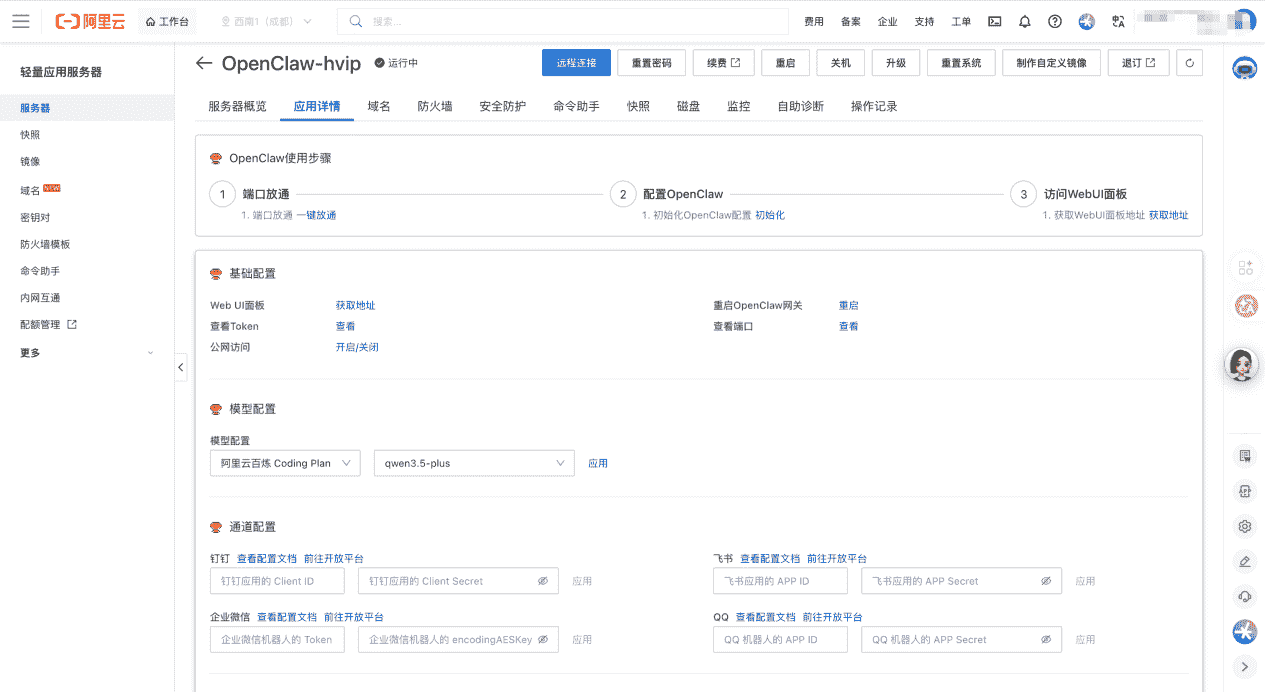 阿里云 工作台 西南1（成都） 搜索... 费用 备案 企业 支持 工单
轻量应用服务器
服务器
快照
镜像
域名 NEW
密钥对
防火墙模板
命令助手
内网互通
配额管理
更多
OpenClaw-hvip 运行中 远程连接 重置密码 续费 重启 关机 升级 重置系统 制作自定义镜像 退订
服务器概览 应用详情 域名 防火墙 安全防护 命令助手 快照 磁盘 监控 自助诊断 操作记录
OpenClaw使用步骤
1 端口放通 2 配置OpenClaw 3 访问WebUI面板
1. 端口放通 一键放通 1. 初始化OpenClaw配置 初始化 1. 获取WebUI面板地址 获取地址
基础配置
Web UI面板 获取地址 重启OpenClaw网关 重启
查看Token 查看 查看端口 查看
公网访问 开启/关闭
模型配置
模型配置
阿里云百炼 Coding Plan qwen3.5-plus 应用
通道配置
钉钉 查看配置文档 前往开放平台 飞书 查看配置文档 前往开放平台
钉钉应用的 Client ID 钉钉应用的 Client Secret 应用 飞书应用的 APP ID 飞书应用的 APP Secret 应用
企业微信 查看配置文档 前往开放平台 QQ 查看配置文档 前往开放平台
企业微信机器人的 Token 企业微信机器人的 encodingAESKey 应用 QQ 机器人的 APP ID QQ 机器人的 APP Secret 应用